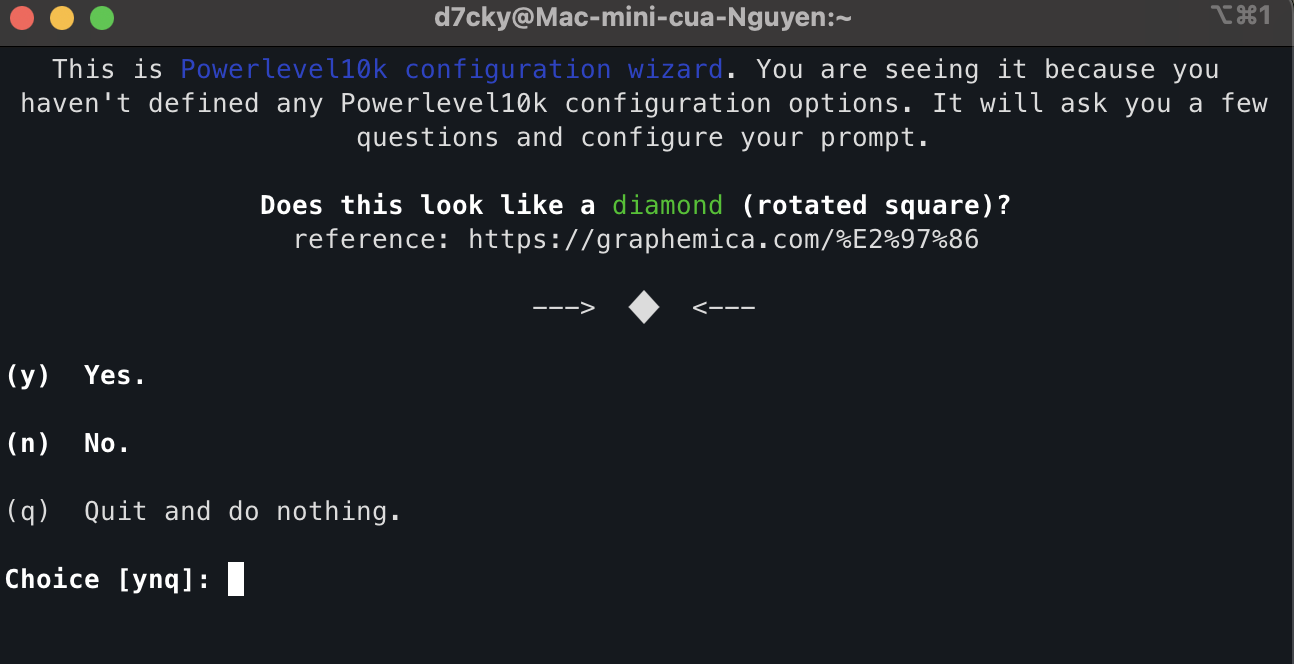 d7cky@Mac-mini-cua-Nguyen:~ ⌥⌘1
This is Powerlevel10k configuration wizard. You are seeing it because you
haven't defined any Powerlevel10k configuration options. It will ask you a few
questions and configure your prompt.
Does this look like a diamond (rotated square)?
reference: https://graphemica.com/%E2%97%86
---> ◆ <---
(y) Yes.
(n) No.
(q) Quit and do nothing.
Choice [ynq]: